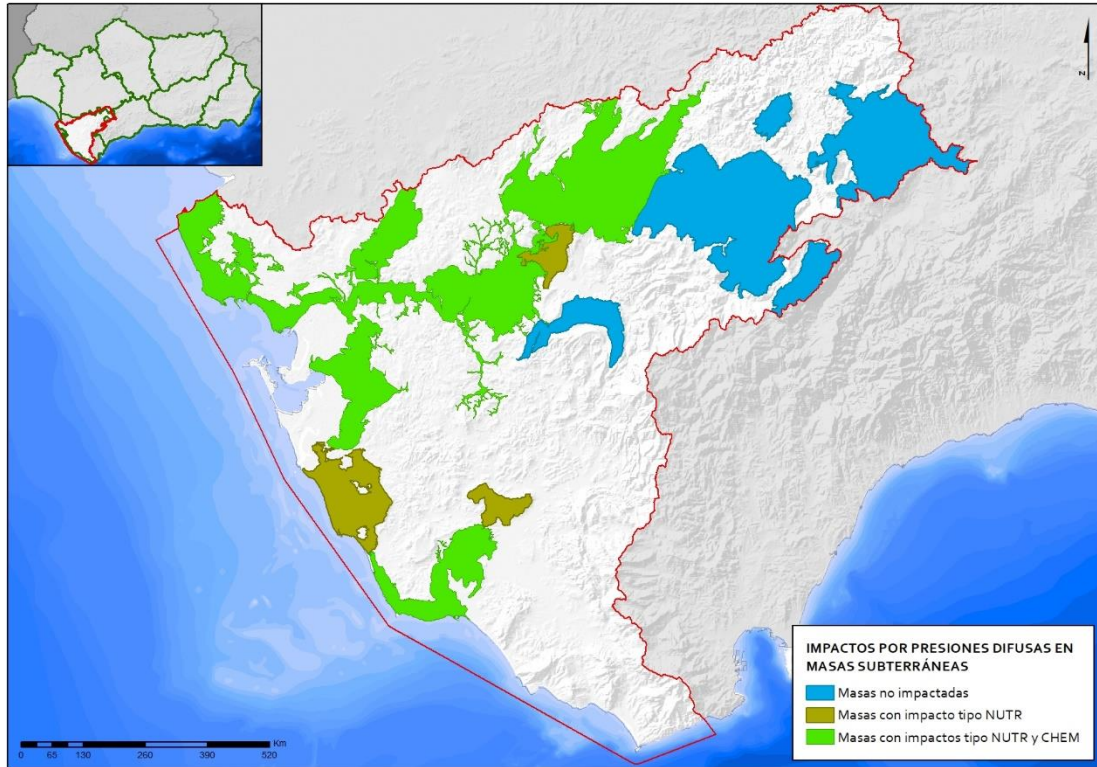 N
IMPACTOS POR PRESIONES DIFUSAS EN
MASAS SUBTERRÁNEAS
Masas no impactadas
Masas con impacto tipo NUTR
Masas con impactos tipo NUTR y CHEM
Km
0 65 130 260 390 520